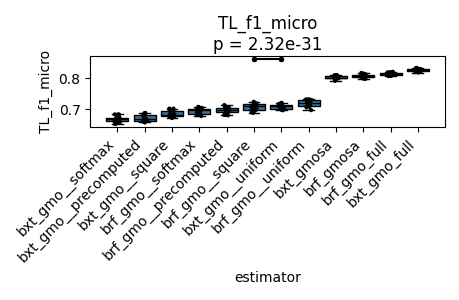 TL_f1_micro
p = 2.32e-31
TL_f1_micro
0.8
0.7
bxt_gmo__softmax
bxt_gmo__precomputed
bxt_gmo__square
brf_gmo__softmax
brf_gmo__precomputed
brf_gmo__square
bxt_gmo__uniform
brf_gmo__uniform
bxt_gmosa
brf_gmosa
brf_gmo_full
bxt_gmo_full
estimator